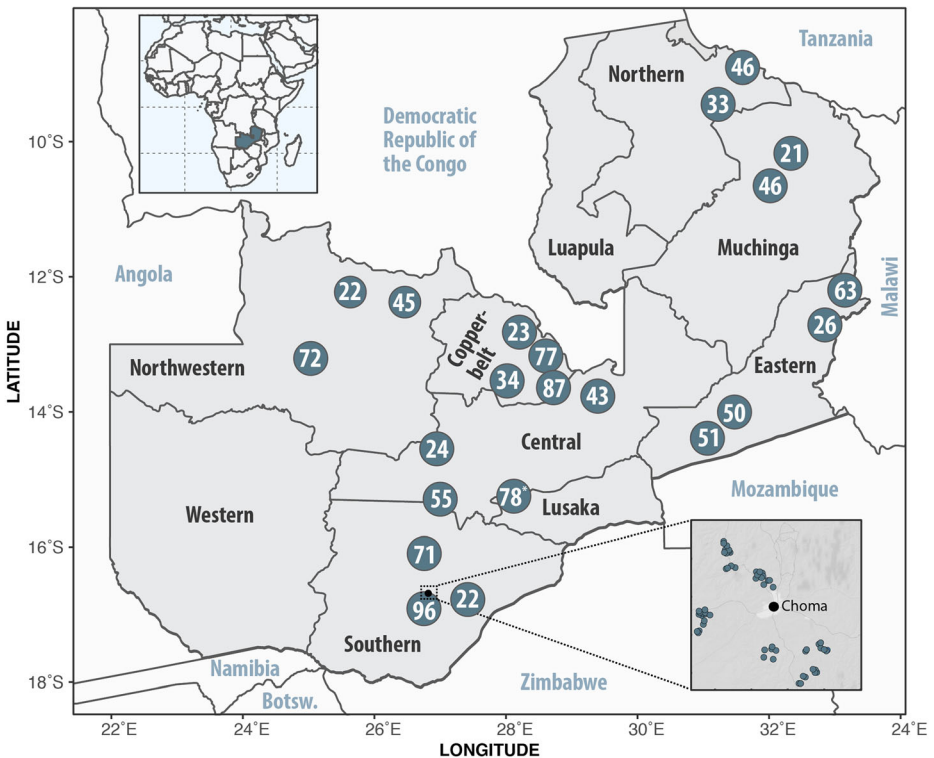 Tanzania
Northern
46
33
Democratic
Republic of
the Congo
10°S
21
46
Luapula
Muchinga
Angola
12°S
Malawi
63
22
45
26
23
Copper-
belt
77
72
Northwestern
Eastern
34
87
43
14°S
50
51
24
Central
55
78*
Lusaka
Mozambique
Western
16°S
71
96
22
Choma
Southern
Namibia
Zimbabwe
18°S
Botsw.
22°E
24°E
26°E
28°E
30°E
32°E
24°E
LATITUDE
LONGITUDE